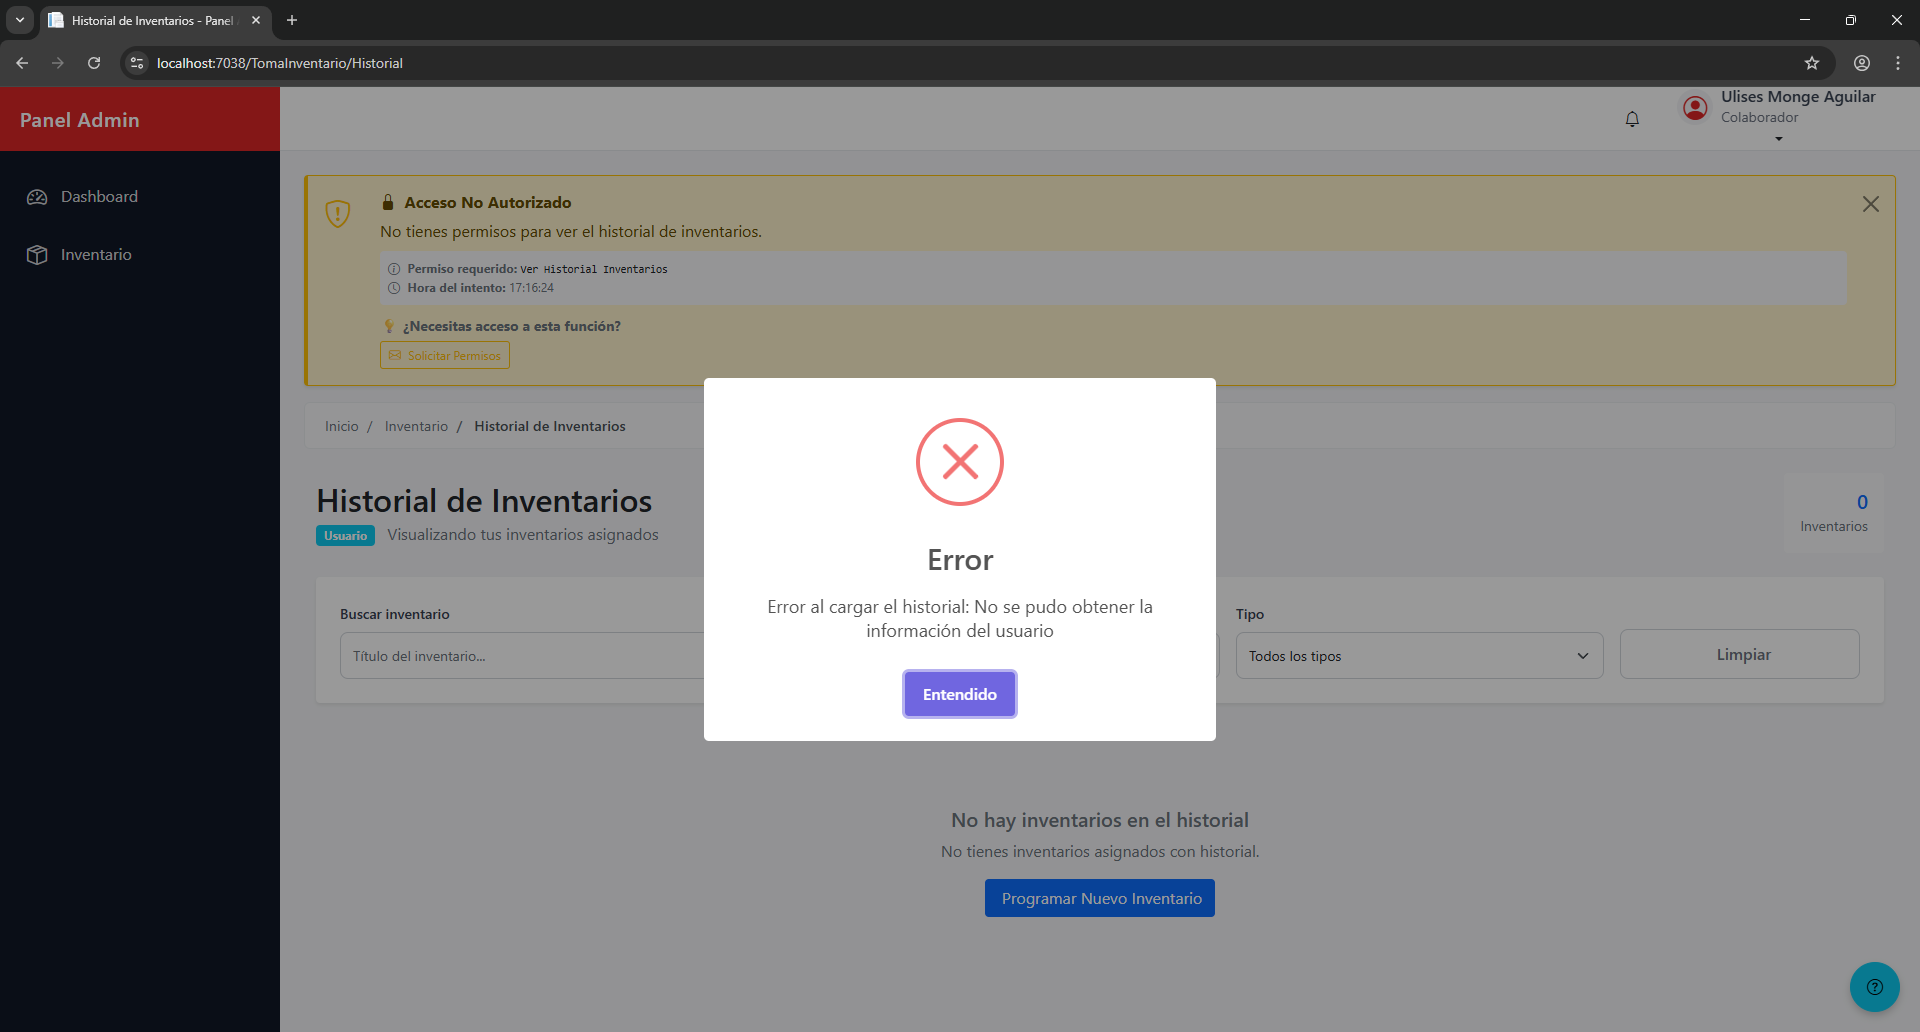 Historial de Inventarios - Panel
localhost:7038/TomaInventario/Historial
Panel Admin
Ulises Monge Aguilar
Colaborador
Dashboard
Inventario
Acceso No Autorizado
No tienes permisos para ver el historial de inventarios.
Permiso requerido: Ver Historial Inventarios
Hora del intento: 17:16:24
¿Necesitas acceso a esta función?
Solicitar Permisos
Inicio / Inventario / Historial de Inventarios
Historial de Inventarios
Usuario Visualizando tus inventarios asignados
0
Inventarios
Error
Error al cargar el historial: No se pudo obtener la
información del usuario
Entendido
Buscar inventario
Título del inventario...
Tipo
Todos los tipos
Limpiar
No hay inventarios en el historial
No tienes inventarios asignados con historial.
Programar Nuevo Inventario